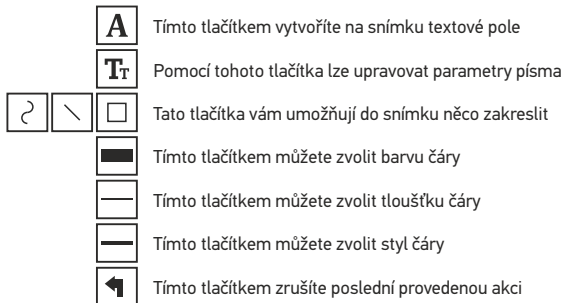 A Tímto tlačítkem vytvoříte na snímku textové pole
Tт Pomocí tohoto tlačítka lze upravovat parametry písma
Tato tlačítka vám umožňují do snímku něco zakreslit
Tímto tlačítkem můžete zvolit barvu čáry
Tímto tlačítkem můžete zvolit tloušťku čáry
Tímto tlačítkem můžete zvolit styl čáry
Tímto tlačítkem zrušíte poslední provedenou akci